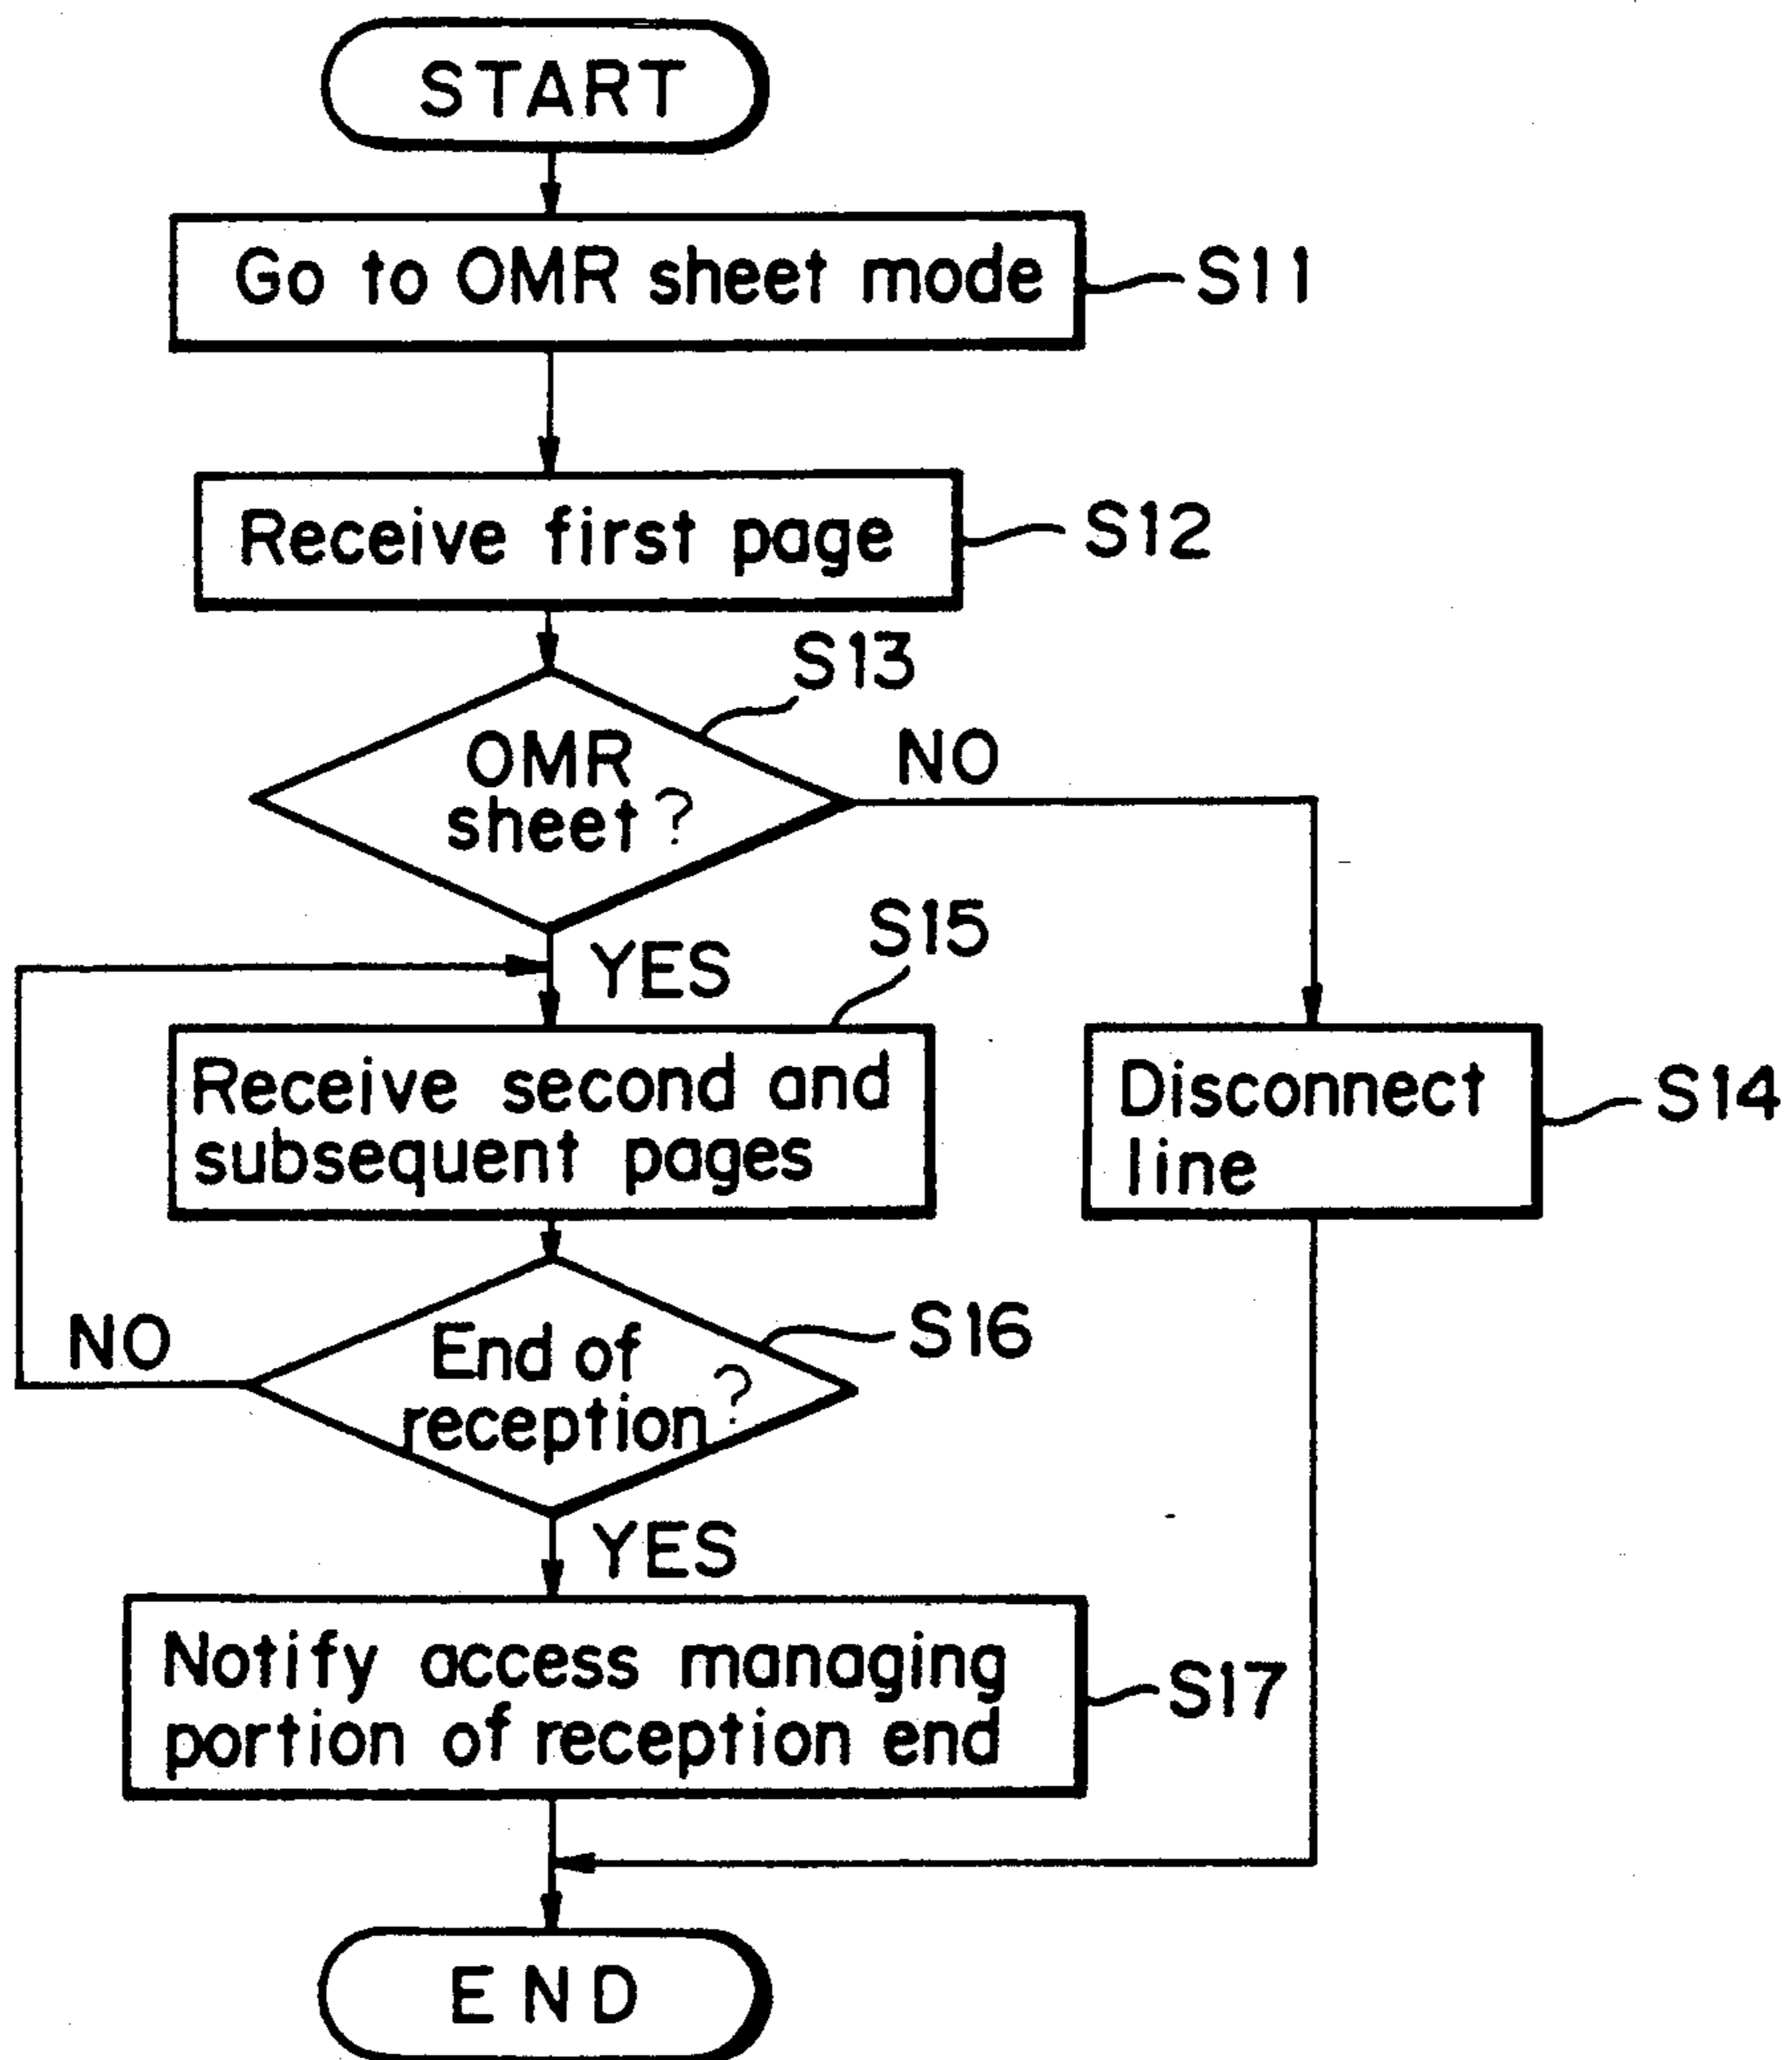 START
Go to OMR sheet mode
S11
Receive first page
S12
S13
OMR
sheet?
NO
YES
S15
Receive second and
subsequent pages
Disconnect
line
S14
NO
End of
reception?
S16
YES
Notify access managing
portion of reception end
S17
END